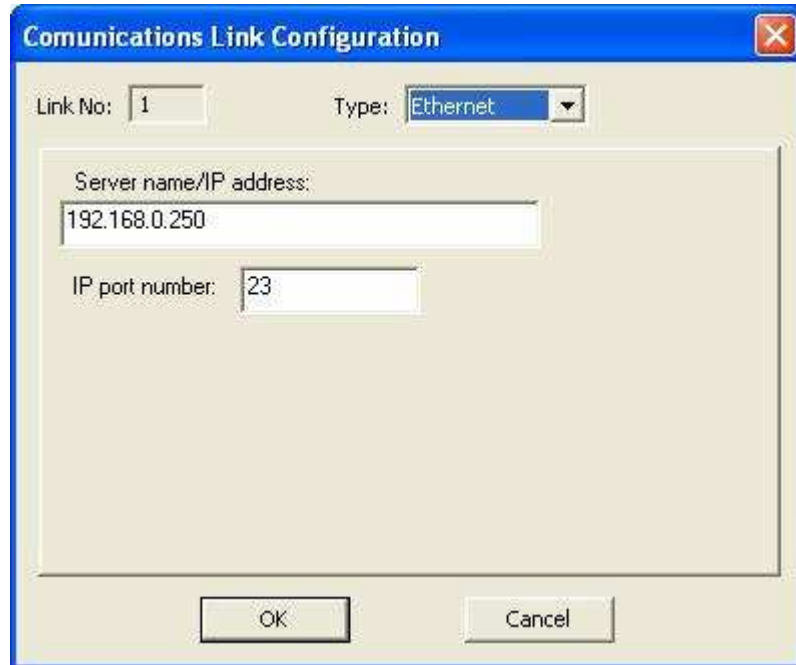 Comunications Link Configuration
Link No: 1 Type: Ethernet
Server name/IP address:
192.168.0.250
IP port number: 23
OK Cancel